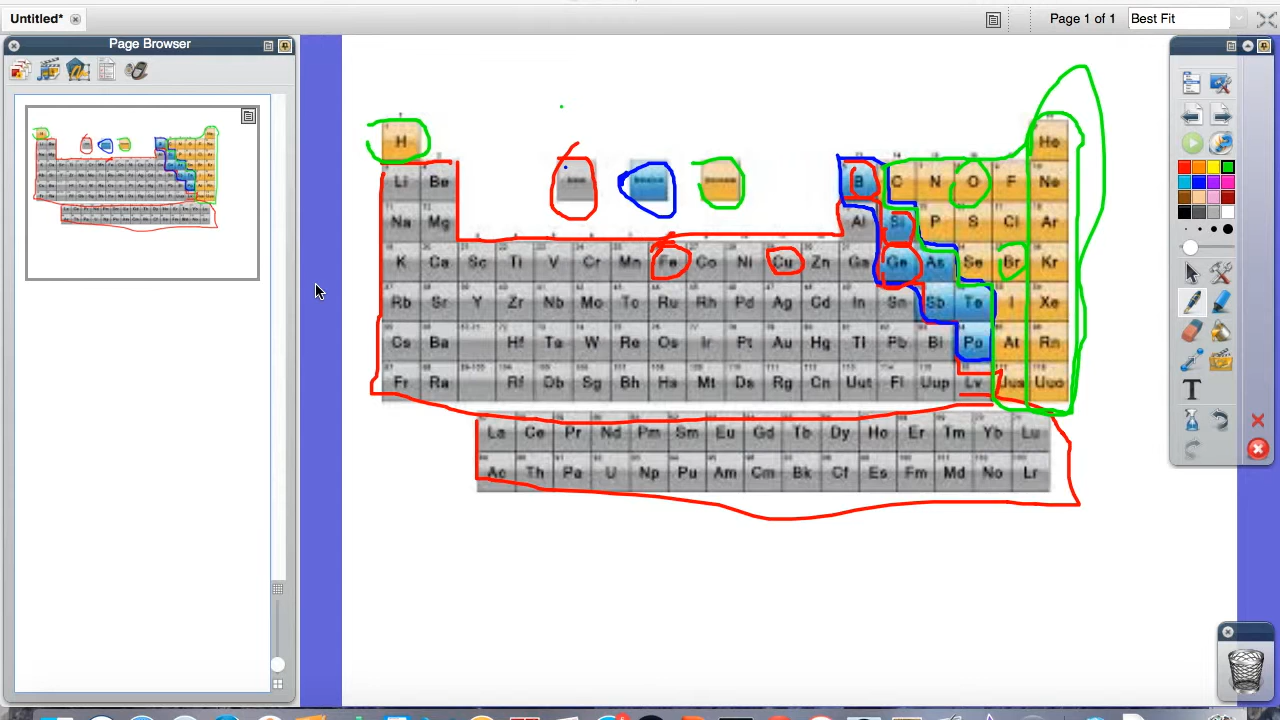 Untitled*
Page 1 of 1
Best Fit
Page Browser
H He
Li Be B C N O F Ne
Na Mg Al Si P S Cl Ar
K Ca Sc Ti V Cr Mn Fe Co Ni Cu Zn Ga Ge As Se Br Kr
Rb Sr Y Zr Nb Mo Tc Ru Rh Pd Ag Cd In Sn Sb Te I Xe
Cs Ba Hf Ta W Re Os Ir Pt Au Hg Tl Pb Bi Po At Rn
Fr Ra Rf Db Sg Bh Hs Mt Ds Rg Cn Uut Fl Uup Lv Uus Uuo
La Ce Pr Nd Pm Sm Eu Gd Tb Dy Ho Er Tm Yb Lu
Ac Th Pa U Np Pu Am Cm Bk Cf Es Fm Md No Lr
T